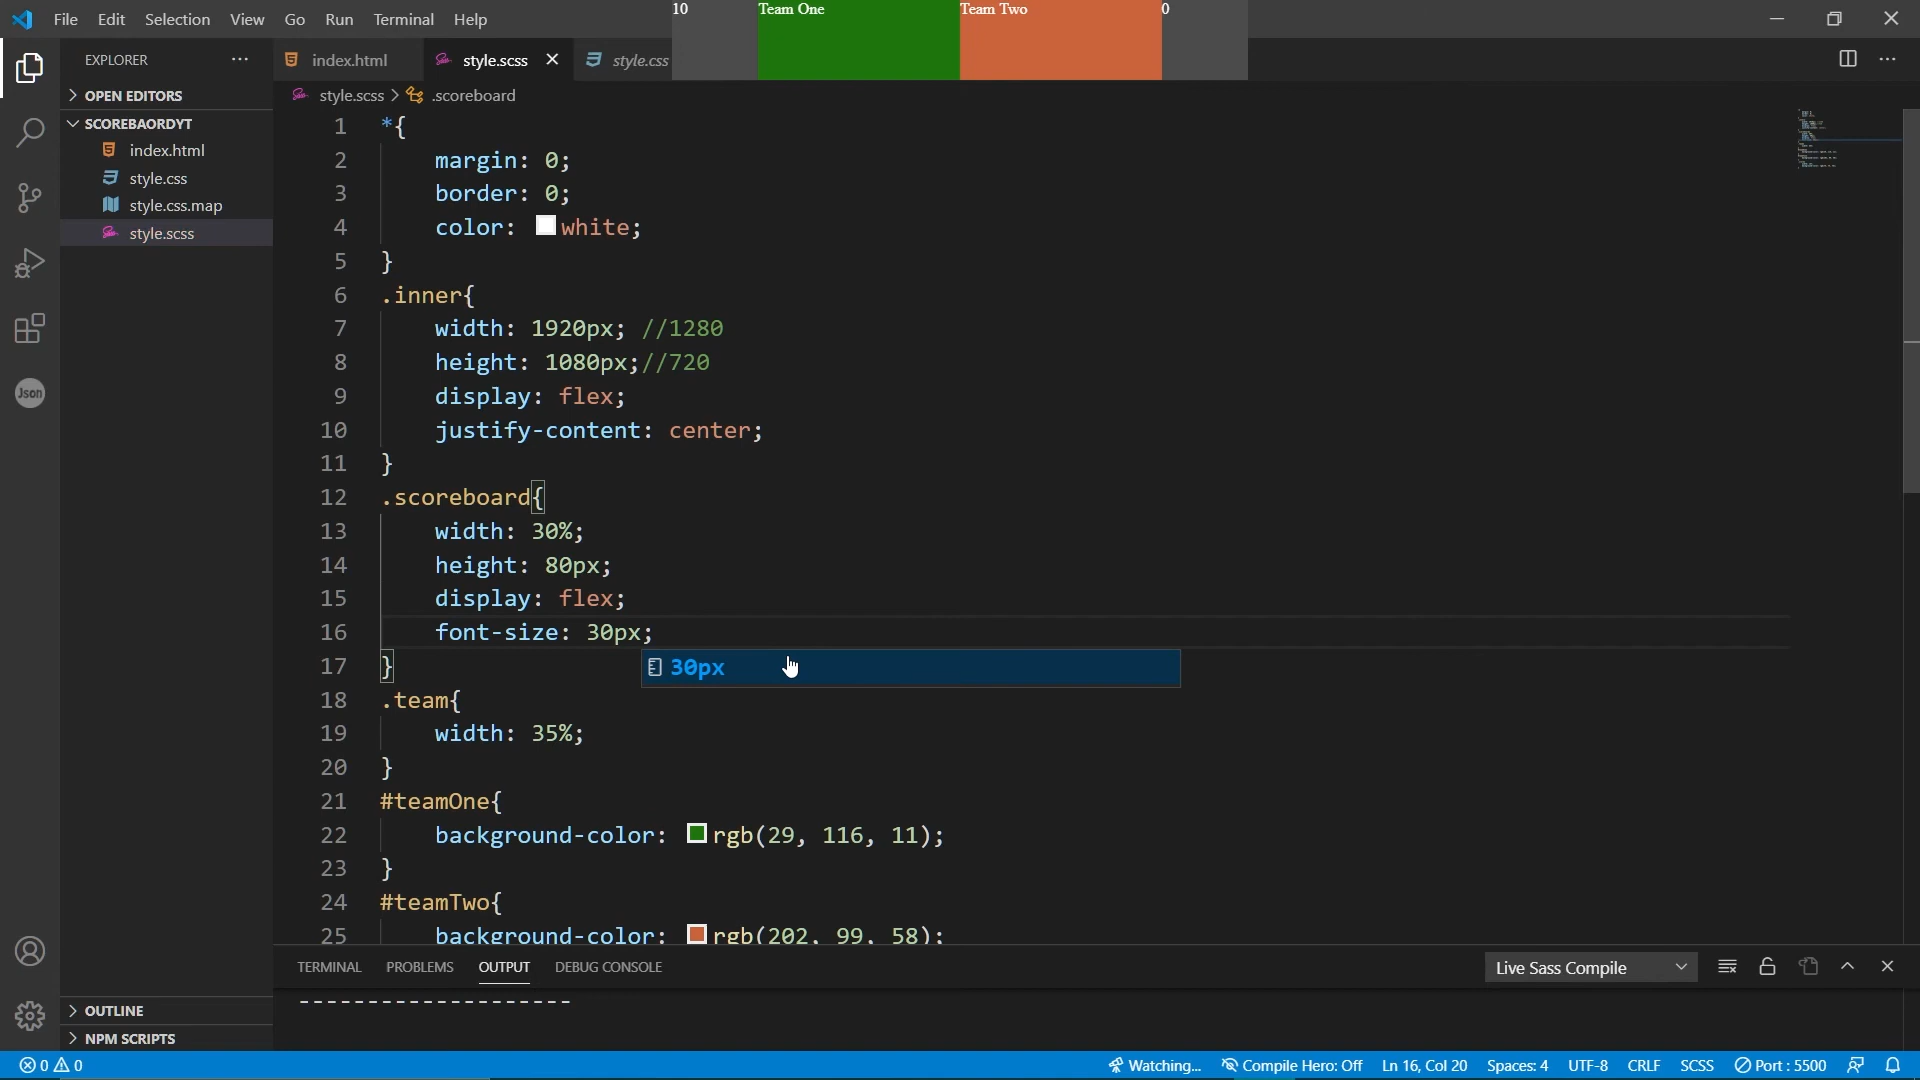 File Edit Selection View Go Run Terminal Help
10 Team One Team Two 0
EXPLORER
index.html style.scss style.css
OPEN EDITORS
style.scss > .scoreboard
SCOREBAORDYT
index.html
style.css
style.css.map
style.scss
Json
1 *{
2 margin: 0;
3 border: 0;
4 color: white;
5 }
6 .inner{
7 width: 1920px; //1280
8 height: 1080px;//720
9 display: flex;
10 justify-content: center;
11 }
12 .scoreboard{
13 width: 30%;
14 height: 80px;
15 display: flex;
16 font-size: 30px;
17 }
30px
18 .team{
19 width: 35%;
20 }
21 #teamOne{
22 background-color: rgb(29, 116, 11);
23 }
24 #teamTwo{
25 background-color: rgb(202, 99, 58);
TERMINAL PROBLEMS OUTPUT DEBUG CONSOLE
Live Sass Compile
--------------------
OUTLINE
NPM SCRIPTS
0 0
Watching... Compile Hero: Off Ln 16, Col 20 Spaces: 4 UTF-8 CRLF SCSS Port : 5500